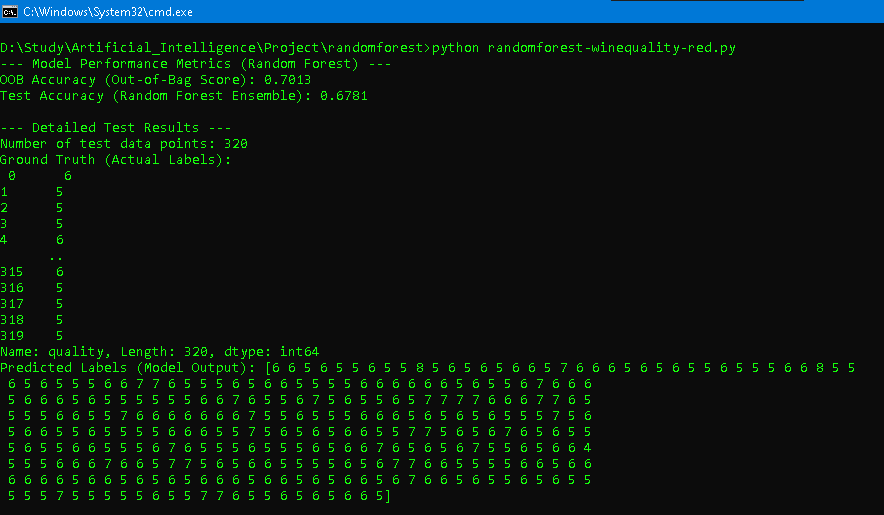 C:\Windows\System32\cmd.exe
D:\Study\Artificial_Intelligence\Project\randomforest>python randomforest-winequality-red.py
--- Model Performance Metrics (Random Forest) ---
OOB Accuracy (Out-of-Bag Score): 0.7013
Test Accuracy (Random Forest Ensemble): 0.6781
--- Detailed Test Results ---
Number of test data points: 320
Ground Truth (Actual Labels):
0 6
1 5
2 5
3 5
4 6
..
315 6
316 5
317 5
318 5
319 5
Name: quality, Length: 320, dtype: int64
Predicted Labels (Model Output): [6 6 5 6 5 5 6 5 5 8 5 6 5 6 5 6 6 5 7 6 6 6 5 6 5 6 5 5 6 5 5 5 6 6 8 5 5
6 5 6 5 5 5 6 6 7 7 6 5 5 5 6 5 6 6 5 5 5 5 6 6 6 6 6 6 5 6 5 6 7 6 6 6
5 6 6 6 5 6 5 5 5 5 5 5 6 6 7 6 5 5 6 7 5 6 5 5 6 5 7 7 7 7 6 6 7 7 6 5
5 5 5 6 6 5 5 7 6 6 6 6 6 6 7 5 5 6 5 5 6 5 6 6 6 5 6 5 6 5 5 5 5 7 5 6
5 6 6 5 5 6 5 5 5 5 6 6 6 5 5 7 5 6 5 6 5 6 6 5 5 7 7 5 6 5 6 7 6 5 6 5 5
5 6 5 5 6 6 5 5 5 6 7 6 5 5 5 6 5 5 5 6 5 6 6 7 6 5 6 5 6 7 5 5 6 5 6 6 4
5 5 5 6 6 6 7 6 6 5 7 7 5 6 5 6 6 5 5 5 5 6 5 6 7 7 6 6 5 5 5 5 6 6 5 6 6
6 6 6 6 5 6 6 5 6 5 6 5 6 5 6 6 5 6 5 6 5 6 5 6 5 6 7 6 6 5 5 6 5 5 6 5 5
5 5 5 7 5 5 5 5 5 6 5 5 7 7 6 5 5 6 5 6 5 6 6 5]